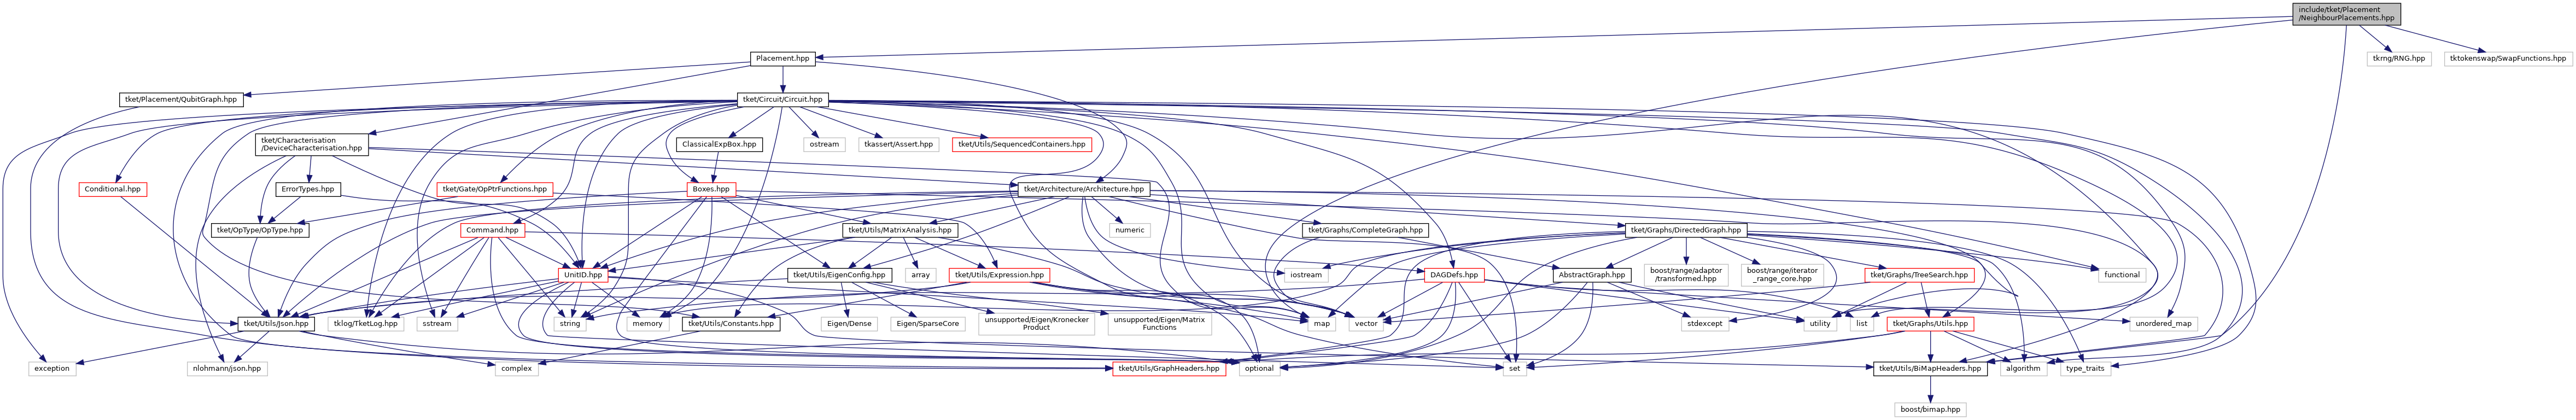 include/tket/Placement
/NeighbourPlacements.hpp
Placement.hpp
tkrng/RNG.hpp
tktokenswap/SwapFunctions.hpp
tket/Placement/QubitGraph.hpp
tket/Circuit/Circuit.hpp
tket/Characterisation
/DeviceCharacterisation.hpp
ClassicalExpBox.hpp
ostream
tkassert/Assert.hpp
tket/Utils/SequencedContainers.hpp
Conditional.hpp
ErrorTypes.hpp
tket/Gate/OpPtrFunctions.hpp
Boxes.hpp
tket/Architecture/Architecture.hpp
tket/OpType/OpType.hpp
Command.hpp
tket/Utils/MatrixAnalysis.hpp
numeric
tket/Graphs/CompleteGraph.hpp
tket/Graphs/DirectedGraph.hpp
UnitID.hpp
tket/Utils/EigenConfig.hpp
array
tket/Utils/Expression.hpp
iostream
DAGDefs.hpp
AbstractGraph.hpp
boost/range/adaptor
/transformed.hpp
boost/range/iterator
_range_core.hpp
tket/Graphs/TreeSearch.hpp
functional
tket/Utils/Json.hpp
tklog/TketLog.hpp
sstream
string
memory
tket/Utils/Constants.hpp
Eigen/Dense
Eigen/SparseCore
unsupported/Eigen/Kronecker
Product
unsupported/Eigen/Matrix
Functions
map
vector
stdexcept
utility
list
tket/Graphs/Utils.hpp
unordered_map
exception
nlohmann/json.hpp
complex
tket/Utils/GraphHeaders.hpp
optional
set
tket/Utils/BiMapHeaders.hpp
algorithm
type_traits
boost/bimap.hpp